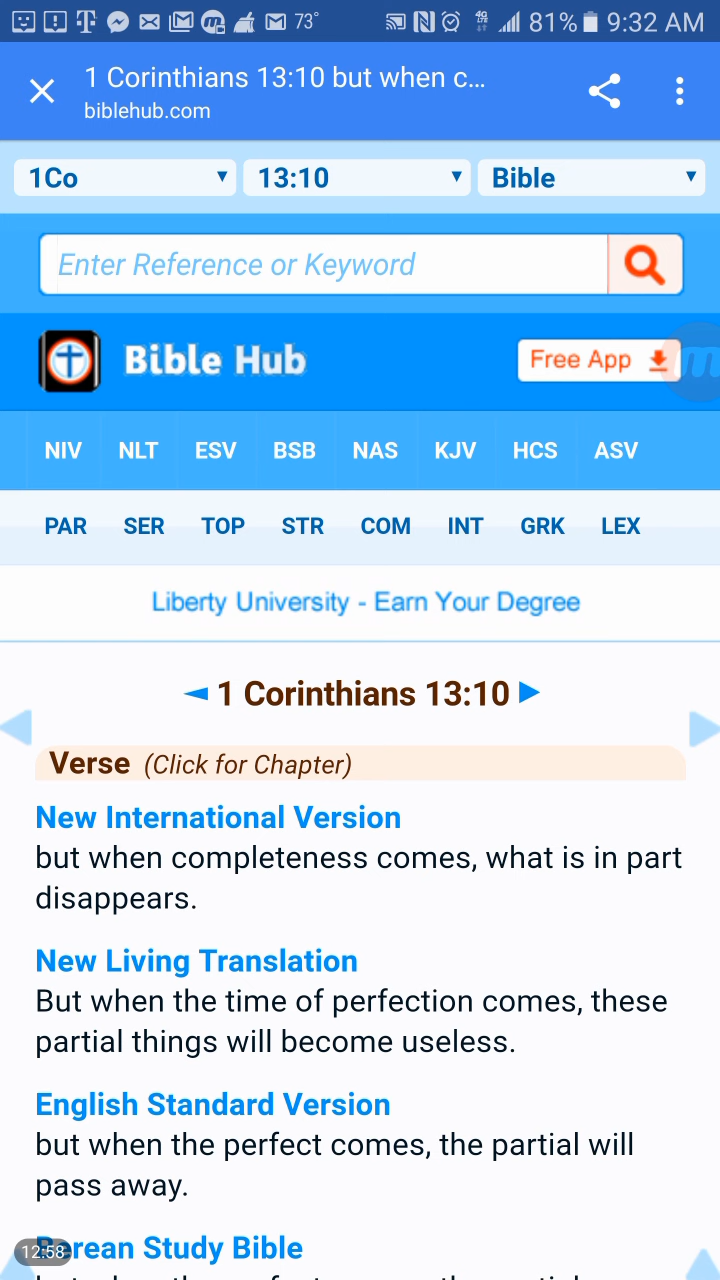 73°
4G LTE
81%
9:32 AM
1 Corinthians 13:10 but when c...
biblehub.com
1Co
13:10
Bible
Enter Reference or Keyword
Bible Hub
Free App
m
NIV NLT ESV BSB NAS KJV HCS ASV
PAR SER TOP STR COM INT GRK LEX
Liberty University - Earn Your Degree
1 Corinthians 13:10
Verse (Click for Chapter)
New International Version
but when completeness comes, what is in part
disappears.
New Living Translation
But when the time of perfection comes, these
partial things will become useless.
English Standard Version
but when the perfect comes, the partial will
pass away.
12:58
Berean Study Bible